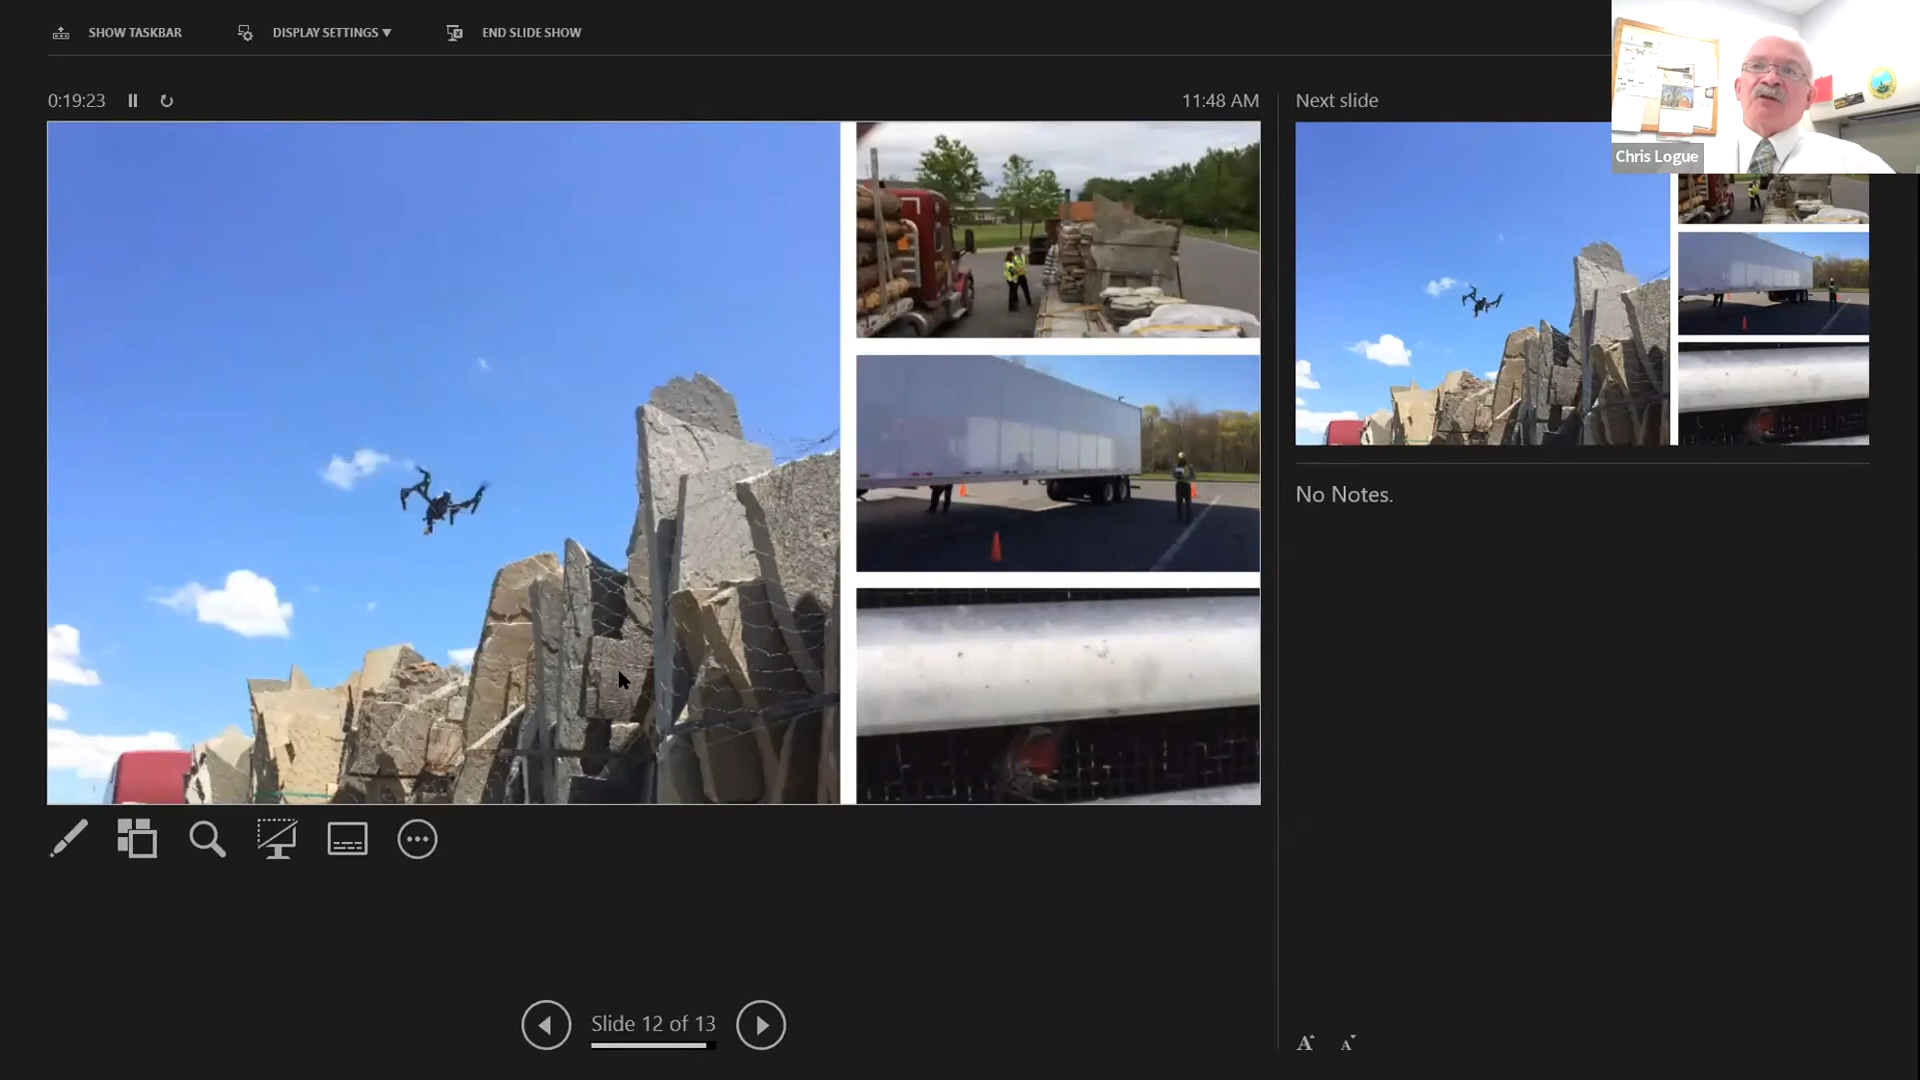 SHOW TASKBAR
DISPLAY SETTINGS ▼
END SLIDE SHOW
0:19:23
11:48 AM
Next slide
Chris Logue
No Notes.
Slide 12 of 13
A A